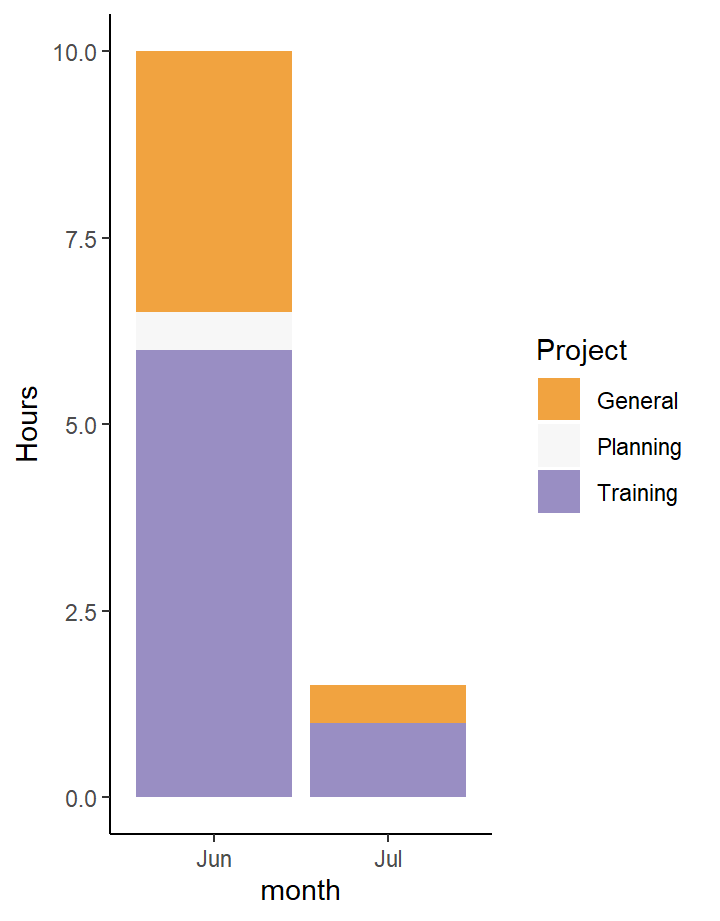 10.0
7.5
5.0
2.5
0.0
Hours
Jun
Jul
month
Project
General
Planning
Training